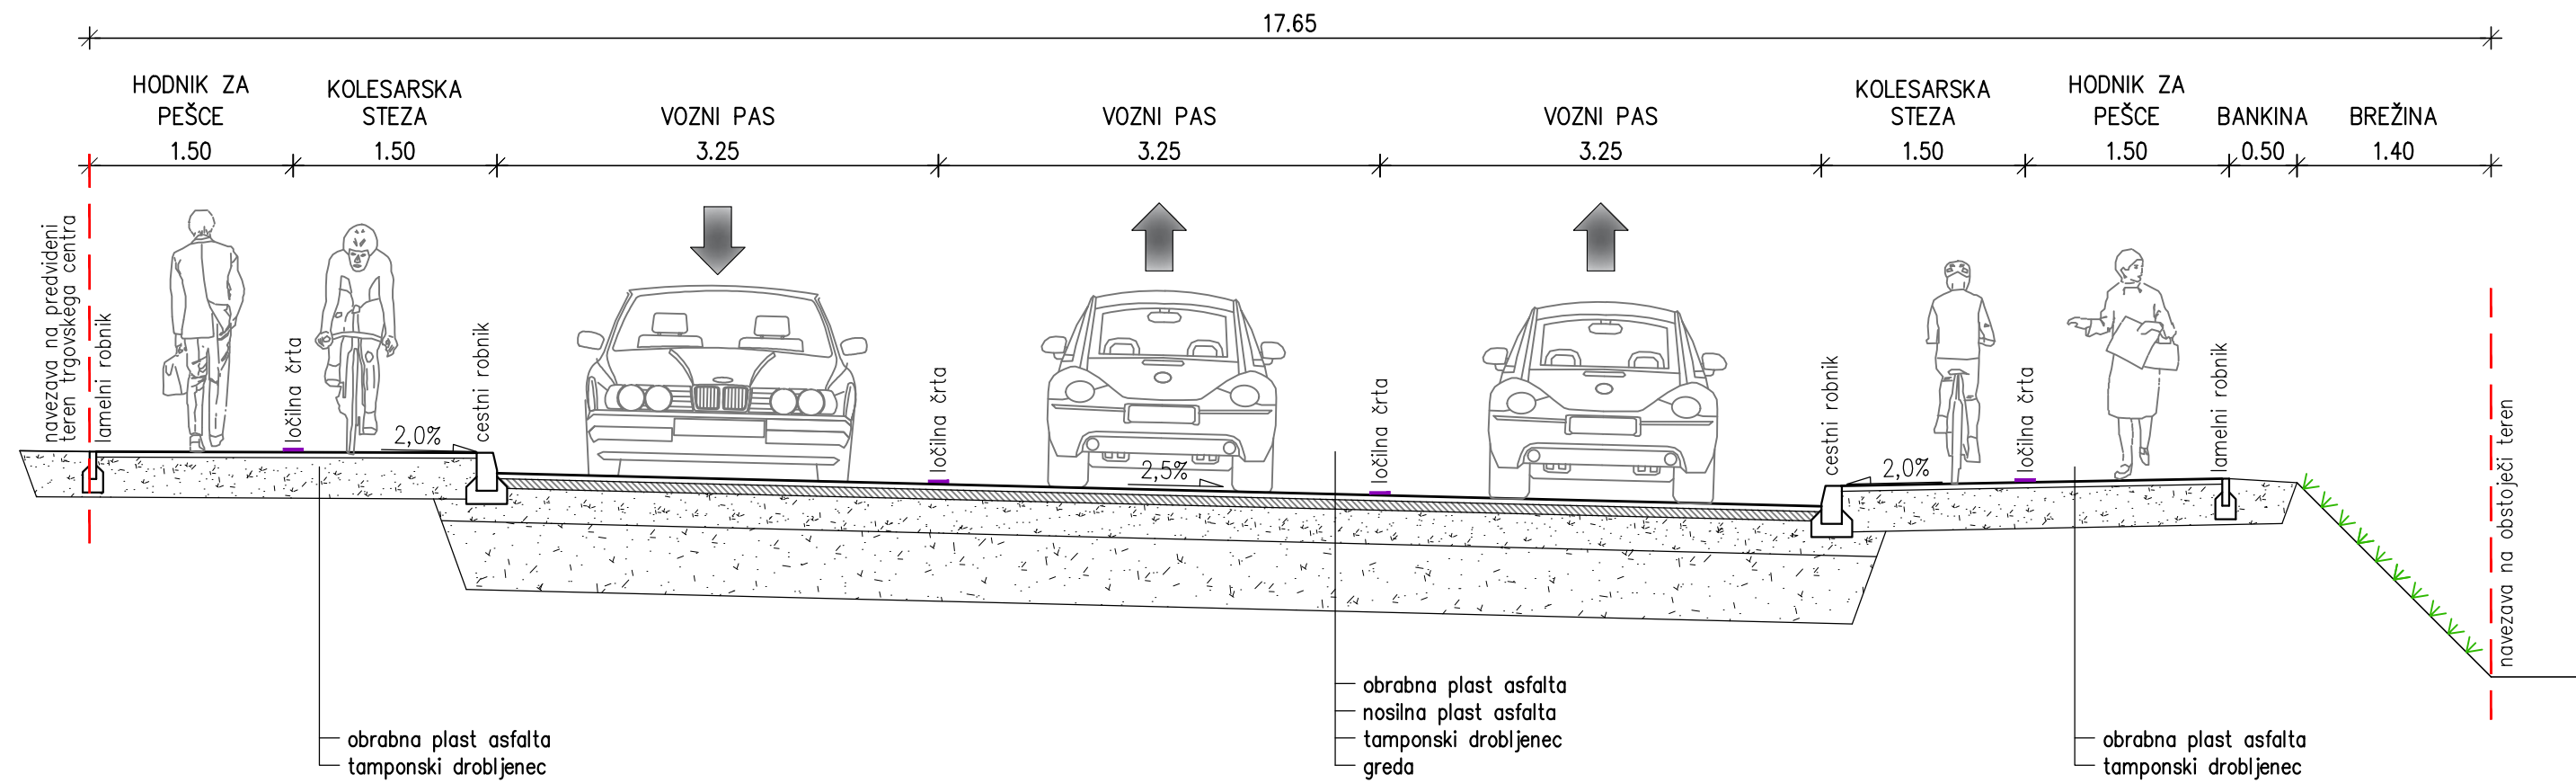 17.65
HODNIK ZA
PEŠCE
1.50
KOLESARSKA
STEZA
1.50
VOZNI PAS
3.25
VOZNI PAS
3.25
VOZNI PAS
3.25
KOLESARSKA
STEZA
1.50
HODNIK ZA
PEŠCE
1.50
BANKINA
0.50
BREŽINA
1.40
navezava na predvideni
teren trgovskega centra
lamelni robnik
ločilna črta
2,0%
cestni robnik
ločilna črta
2,5%
ločilna črta
cestni robnik
2,0%
ločilna črta
lamelni robnik
navezava na obstoječi teren
obrabna plast asfalta
tamponski drobljenec
obrabna plast asfalta
nosilna plast asfalta
tamponski drobljenec
greda
obrabna plast asfalta
tamponski drobljenec